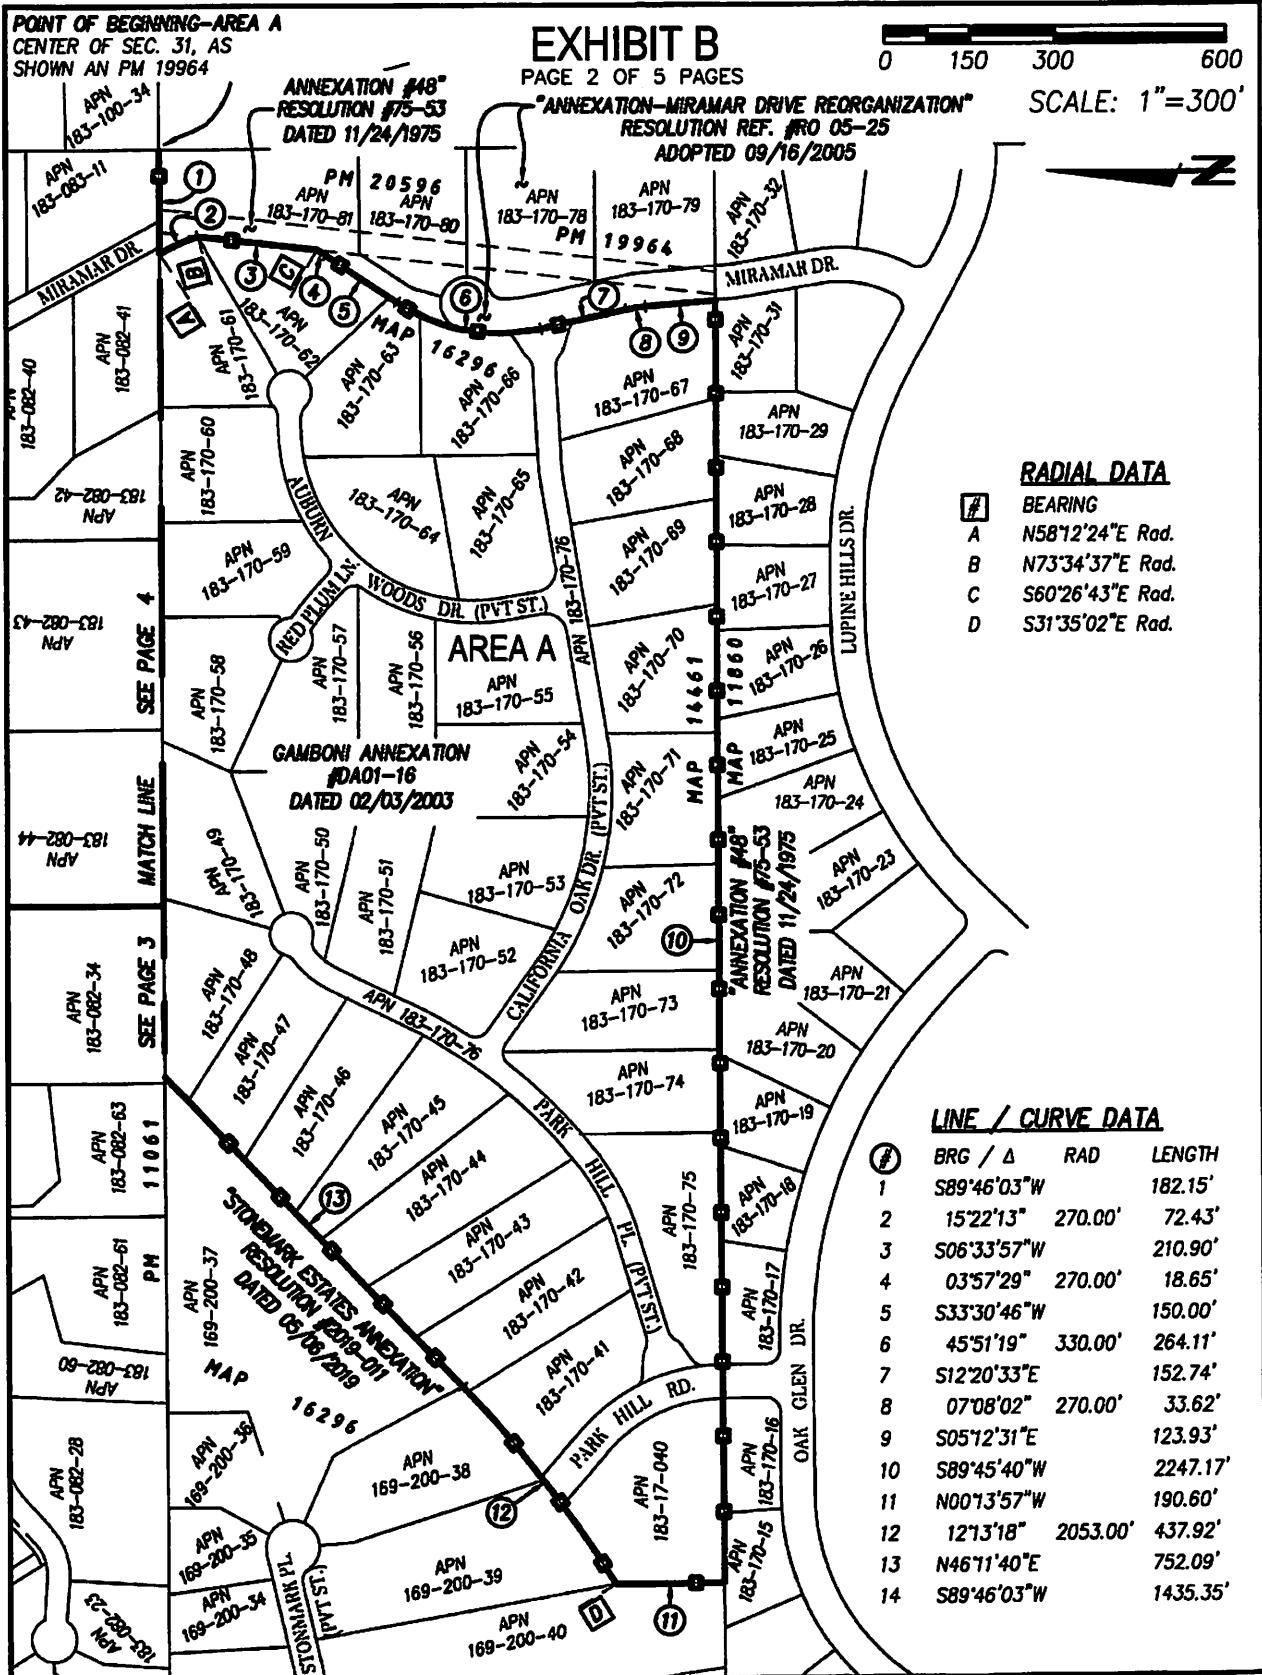 POINT OF BEGINNING-AREA A
CENTER OF SEC. 31, AS
SHOWN AN PM 19964
EXHIBIT B
PAGE 2 OF 5 PAGES
0 150 300 600
SCALE: 1"=300'
N
ANNEXATION #48"
RESOLUTION #75-53
DATED 11/24/1975
"ANNEXATION-MIRAMAR DRIVE REORGANIZATION"
RESOLUTION REF. #RO 05-25
ADOPTED 09/16/2005
APN
183-100-34
APN
183-083-11
1
2
3
4
5
6
7
8
9
B
A
C
PM 20596
APN
183-170-81
APN
183-170-80
APN
183-170-78
APN
183-170-79
PM 19964
APN
183-170-32
MIRAMAR DR.
MIRAMAR DR.
APN
183-082-40
APN
183-082-41
APN
183-170-61
APN
183-170-62
MAP
16296
APN
183-170-63
APN
183-170-66
APN
183-170-67
APN
183-170-31
APN
183-170-29
APN
183-170-60
APN
183-170-68
APN
183-082-42
AUBURN
WOODS DR. (PVT ST.)
APN
183-170-64
APN
183-170-65
APN
183-170-28
APN
183-170-59
APN 183-170-76
APN
183-170-69
APN
183-170-27
LUPINE HILLS DR.
RED PLUM LN.
APN
183-082-43
SEE PAGE 4
APN
183-170-58
APN
183-170-57
APN
183-170-56
AREA A
APN
183-170-55
APN
183-170-70
APN
183-170-26
MAP 14461
MAP 11860
GAMBONI ANNEXATION
#DA01-16
DATED 02/03/2003
APN
183-170-54
APN
183-170-71
APN
183-170-25
APN
183-170-24
APN
183-082-44
MATCH LINE
APN
183-170-49
APN
183-170-50
APN
183-170-51
APN
183-170-53
CALIFORNIA OAK DR. (PVT ST.)
APN
183-170-72
"ANNEXATION #48"
RESOLUTION #75-53
DATED 11/24/1975
10
APN
183-170-23
APN
183-082-34
SEE PAGE 3
APN
183-170-48
APN
183-170-52
APN 183-170-76
APN
183-170-73
APN
183-170-21
APN
183-170-47
APN
183-170-46
APN
183-170-74
APN
183-170-20
APN
183-082-63
PM 11061
APN
183-170-45
APN
183-170-19
APN
183-170-44
PARK HILL PL. (PVT ST.)
APN
183-170-75
APN
183-170-18
13
"STONEMARK ESTATES ANNEXATION"
RESOLUTION #2019-011
DATED 05/06/2019
APN
183-170-43
APN
183-082-61
APN
169-200-37
APN
183-170-42
APN
183-170-17
APN
183-082-60
MAP
16296
APN
183-170-41
PARK HILL RD.
OAK GLEN DR.
APN
183-082-28
APN
169-200-36
APN
169-200-38
12
APN
183-17-040
APN
183-170-16
APN
169-200-35
STONMARK PL.
(PVT ST.)
APN
169-200-39
APN
183-170-15
APN
183-082-23
APN
169-200-34
APN
169-200-40
D
11
RADIAL DATA
# BEARING
A N58°12'24"E Rad.
B N73°34'37"E Rad.
C S60°26'43"E Rad.
D S31°35'02"E Rad.
LINE / CURVE DATA
# BRG / Δ RAD LENGTH
1 S89°46'03"W 182.15'
2 15°22'13" 270.00' 72.43'
3 S06°33'57"W 210.90'
4 03°57'29" 270.00' 18.65'
5 S33°30'46"W 150.00'
6 45°51'19" 330.00' 264.11'
7 S12°20'33"E 152.74'
8 07°08'02" 270.00' 33.62'
9 S05°12'31"E 123.93'
10 S89°45'40"W 2247.17'
11 N00°13'57"W 190.60'
12 12°13'18" 2053.00' 437.92'
13 N46°11'40"E 752.09'
14 S89°46'03"W 1435.35'